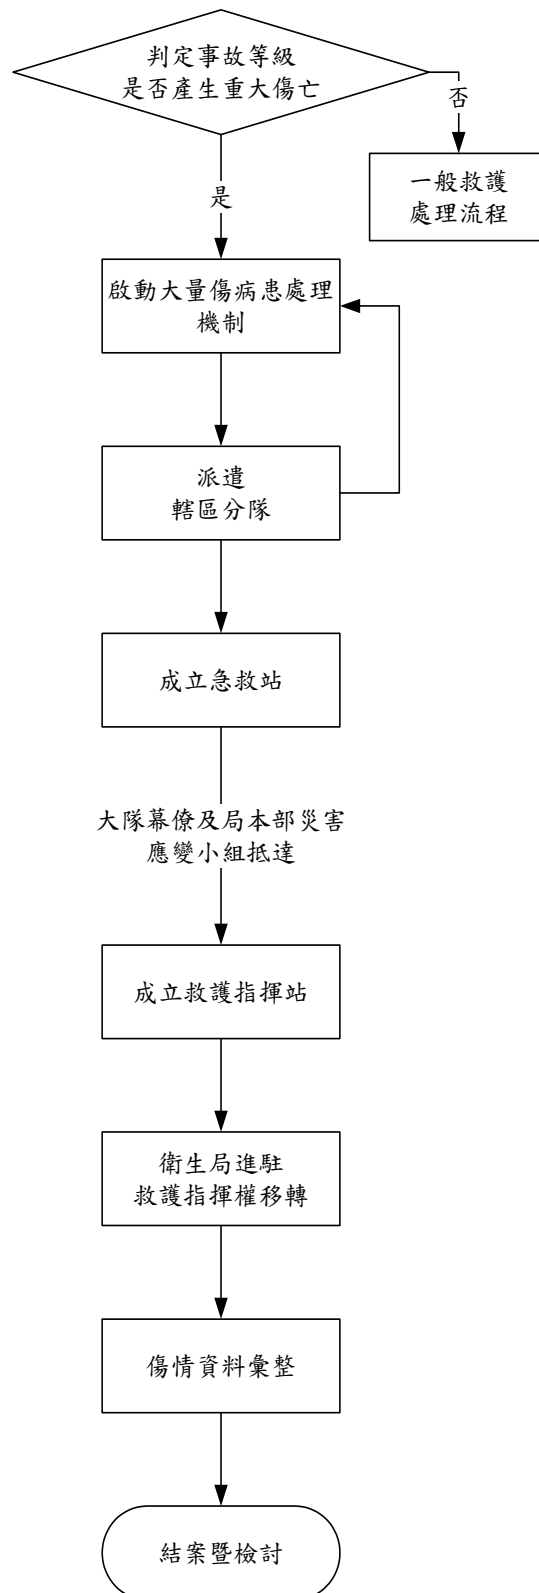 判定事故等級
是否產生重大傷亡
否
一般救護
處理流程
是
啟動大量傷病患處理
機制
派遣
轄區分隊
成立急救站
大隊幕僚及局本部災害
應變小組抵達
成立救護指揮站
衛生局進駐
救護指揮權移轉
傷情資料彙整
結案暨檢討